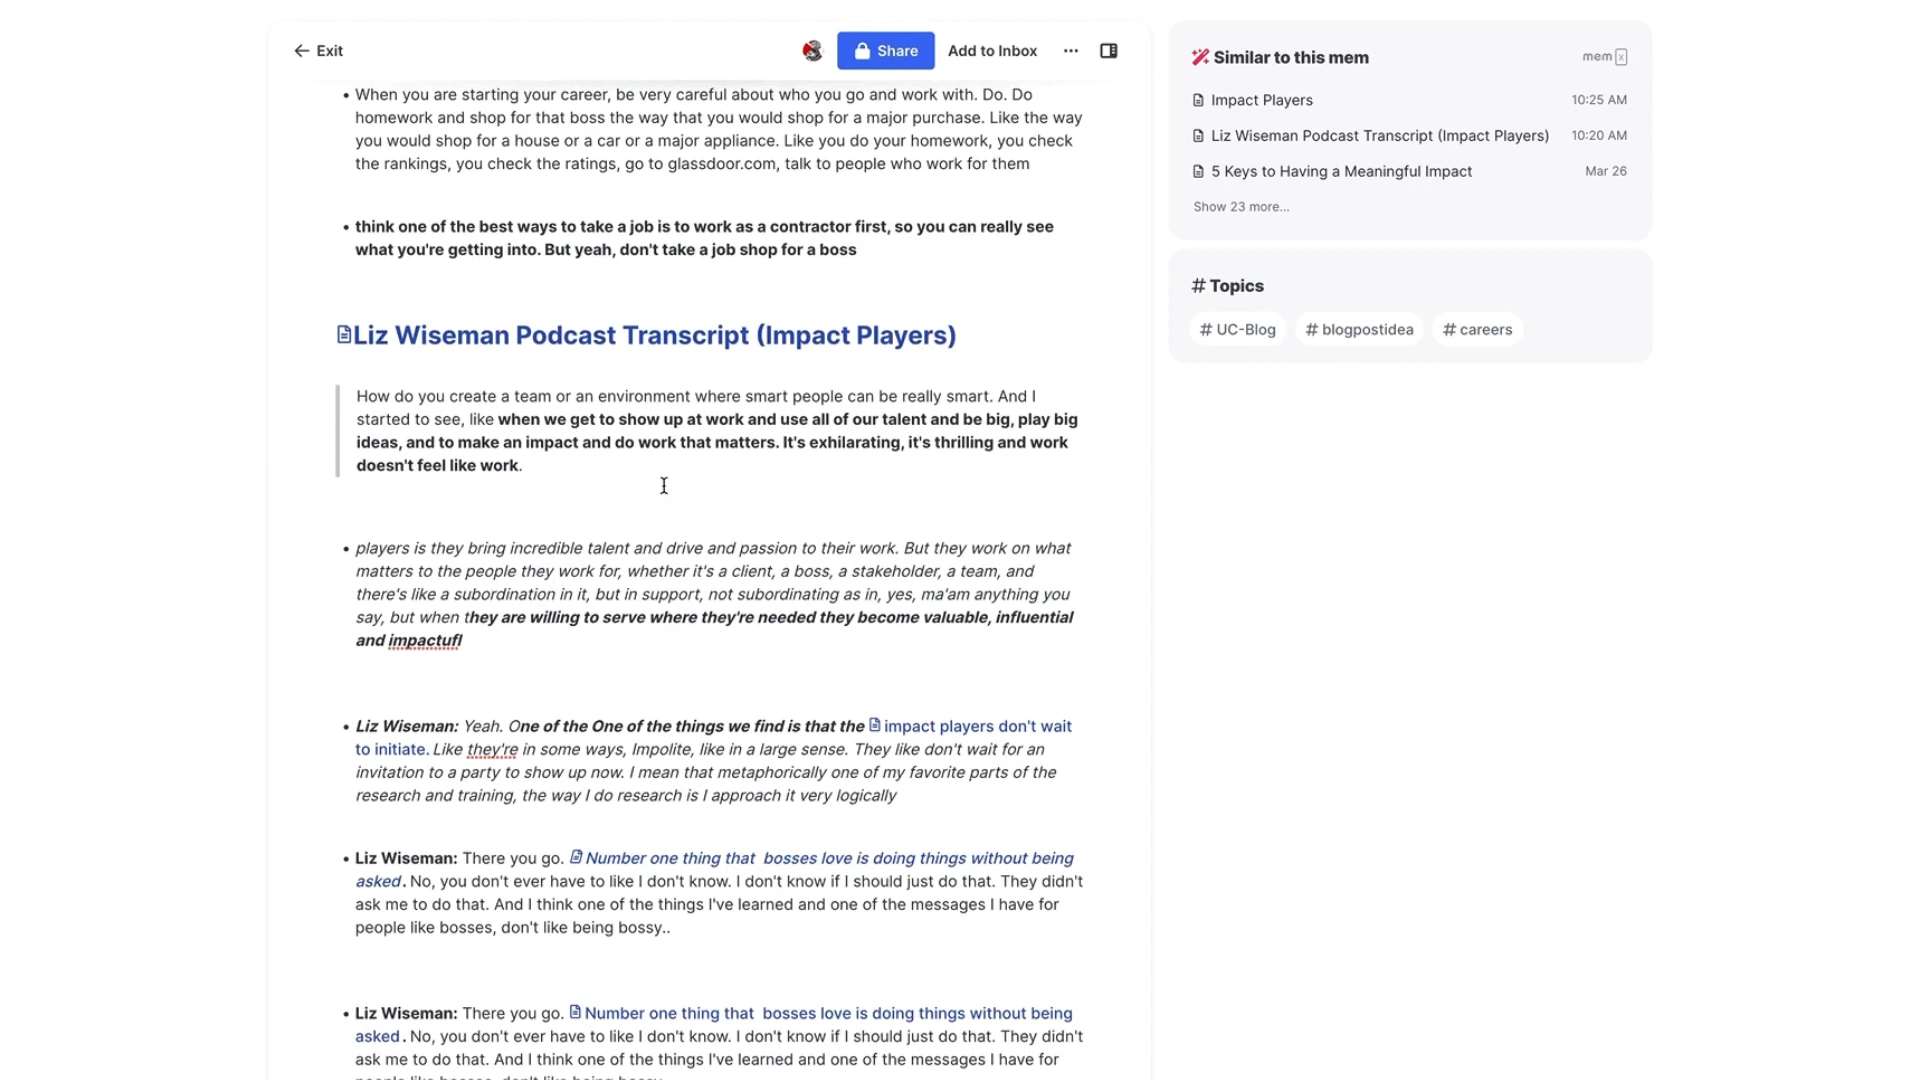 Exit
Share
Add to Inbox
When you are starting your career, be very careful about who you go and work with. Do. Do
homework and shop for that boss the way that you would shop for a major purchase. Like the way
you would shop for a house or a car or a major appliance. Like you do your homework, you check
the rankings, you check the ratings, go to glassdoor.com, talk to people who work for them
think one of the best ways to take a job is to work as a contractor first, so you can really see
what you're getting into. But yeah, don't take a job shop for a boss
Liz Wiseman Podcast Transcript (Impact Players)
How do you create a team or an environment where smart people can be really smart. And I
started to see, like when we get to show up at work and use all of our talent and be big, play big
ideas, and to make an impact and do work that matters. It's exhilarating, it's thrilling and work
doesn't feel like work.
players is they bring incredible talent and drive and passion to their work. But they work on what
matters to the people they work for, whether it's a client, a boss, a stakeholder, a team, and
there's like a subordination in it, but in support, not subordinating as in, yes, ma'am anything you
say, but when they are willing to serve where they're needed they become valuable, influential
and impactufl
Liz Wiseman: Yeah. One of the One of the things we find is that the impact players don't wait
to initiate. Like they're in some ways, Impolite, like in a large sense. They like don't wait for an
invitation to a party to show up now. I mean that metaphorically one of my favorite parts of the
research and training, the way I do research is I approach it very logically
Liz Wiseman: There you go. Number one thing that bosses love is doing things without being
asked. No, you don't ever have to like I don't know. I don't know if I should just do that. They didn't
ask me to do that. And I think one of the things I've learned and one of the messages I have for
people like bosses, don't like being bossy..
Liz Wiseman: There you go. Number one thing that bosses love is doing things without being
asked. No, you don't ever have to like I don't know. I don't know if I should just do that. They didn't
ask me to do that. And I think one of the things I've learned and one of the messages I have for
people like bosses, don't like being bossy
Similar to this mem
mem x
Impact Players 10:25 AM
Liz Wiseman Podcast Transcript (Impact Players) 10:20 AM
5 Keys to Having a Meaningful Impact Mar 26
Show 23 more...
# Topics
# UC-Blog # blogpostidea # careers